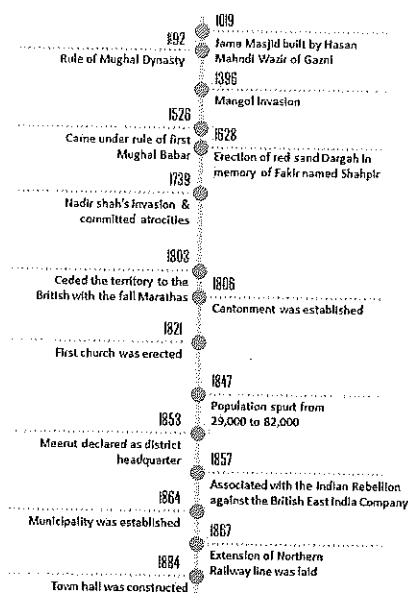 1019
Jama Masjid built by Hasan
Mahndi Wazir of Gazni
1192
Rule of Mughal Dynasty
1396
Mangol Invasion
1526
Came under rule of first
Mughal Babar
1628
Erection of red sand Dargah in
memory of Fakir named Shahpir
1739
Nadir shah's invasion &
committed atrocities
1803
Ceded the territory to the
British with the fall Marathas
1806
Cantonment was established
1821
First church was erected
1847
Population spurt from
29,000 to 82,000
1853
Meerut declared as district
headquarter
1857
Associated with the Indian Rebellion
against the British East India Company
1864
Municipality was established
1867
Extension of Northern
Railway line was laid
1884
Town hall was constructed